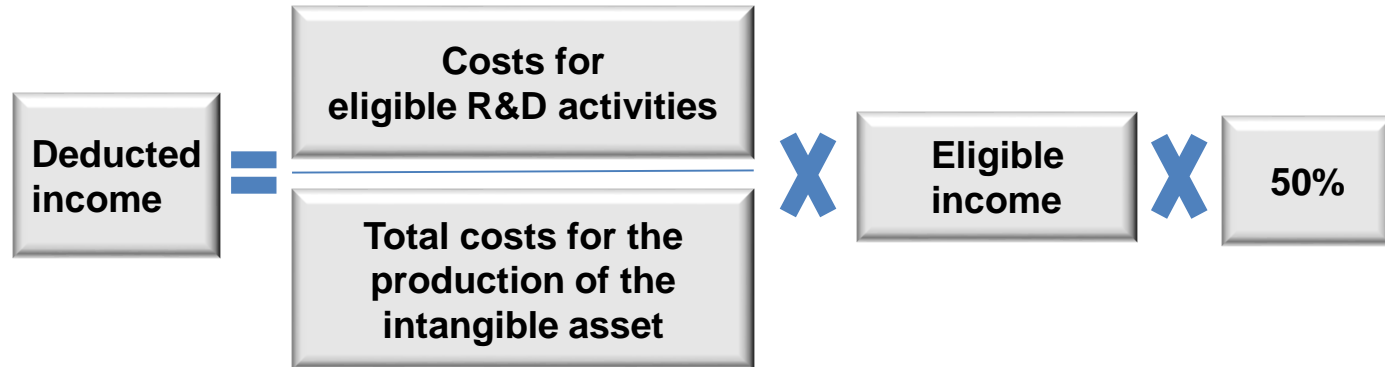 Deducted
income
=
Costs for
eligible R&D activities
Total costs for the
production of the
intangible asset
X
Eligible
income
X
50%